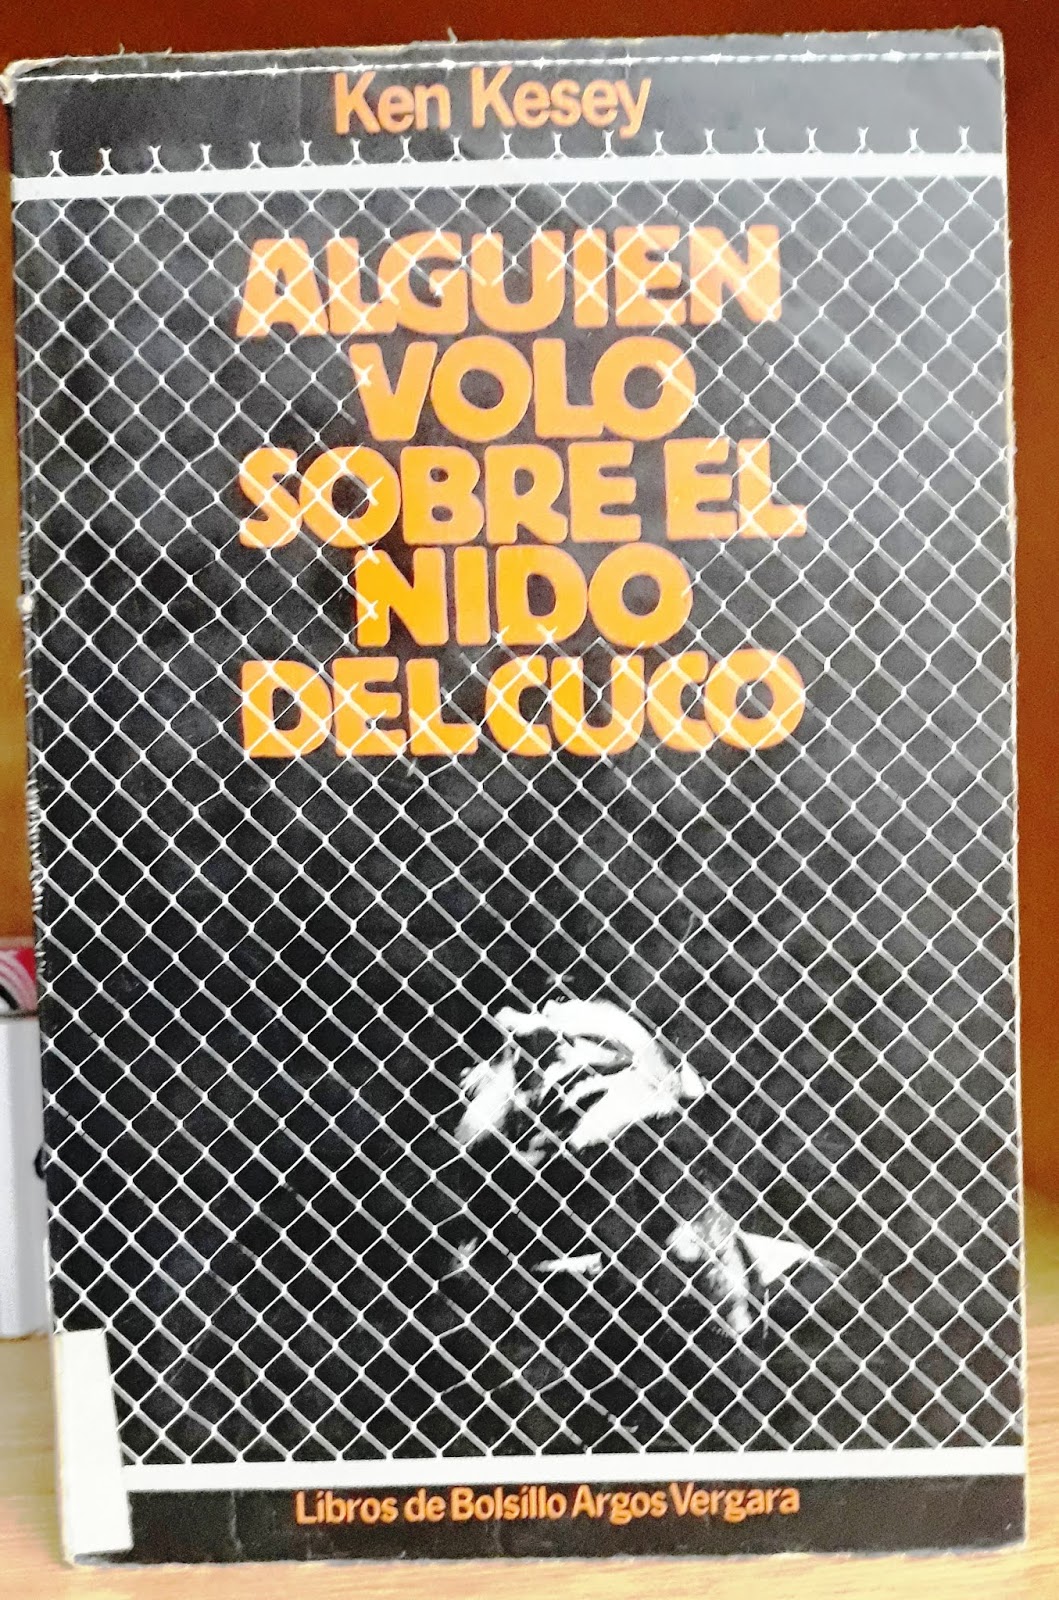 Ken Kesey
ALGUIEN
VOLO
SOBRE EL
NIDO
DEL CUCO
Libros de Bolsillo Argos Vergara